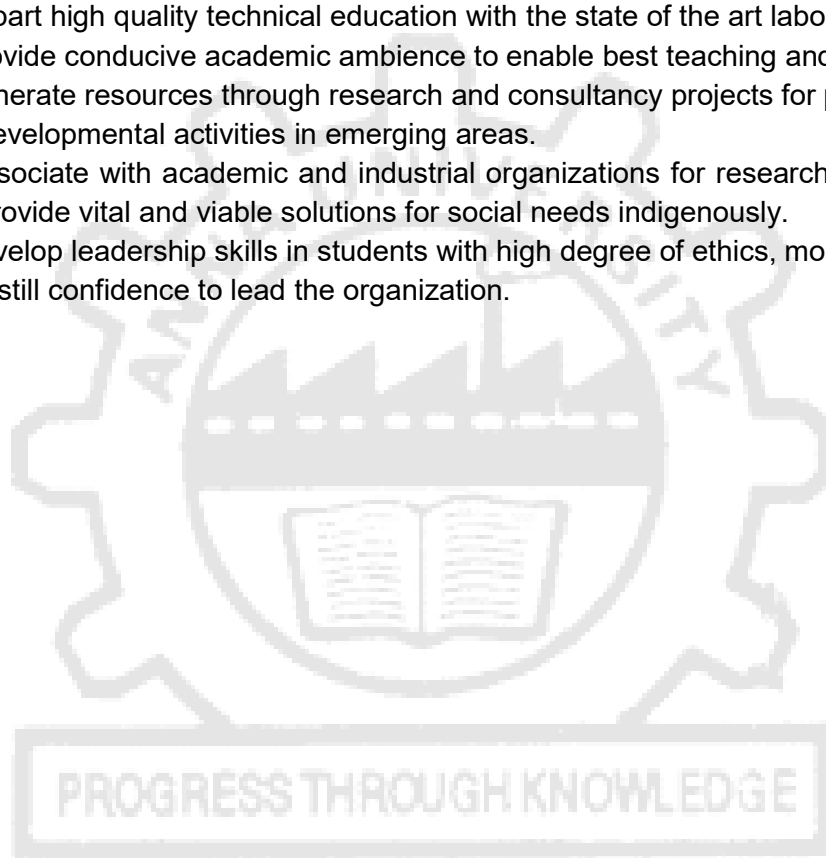 part high quality technical education with the state of the art labo
ovide conducive academic ambience to enable best teaching and
nerate resources through research and consultancy projects for p
evelopmental activities in emerging areas.
sociate with academic and industrial organizations for research
rovide vital and viable solutions for social needs indigenously.
velop leadership skills in students with high degree of ethics, mo
still confidence to lead the organization.
ANNA UNIVERSITY
PROGRESS THROUGH KNOWLEDGE